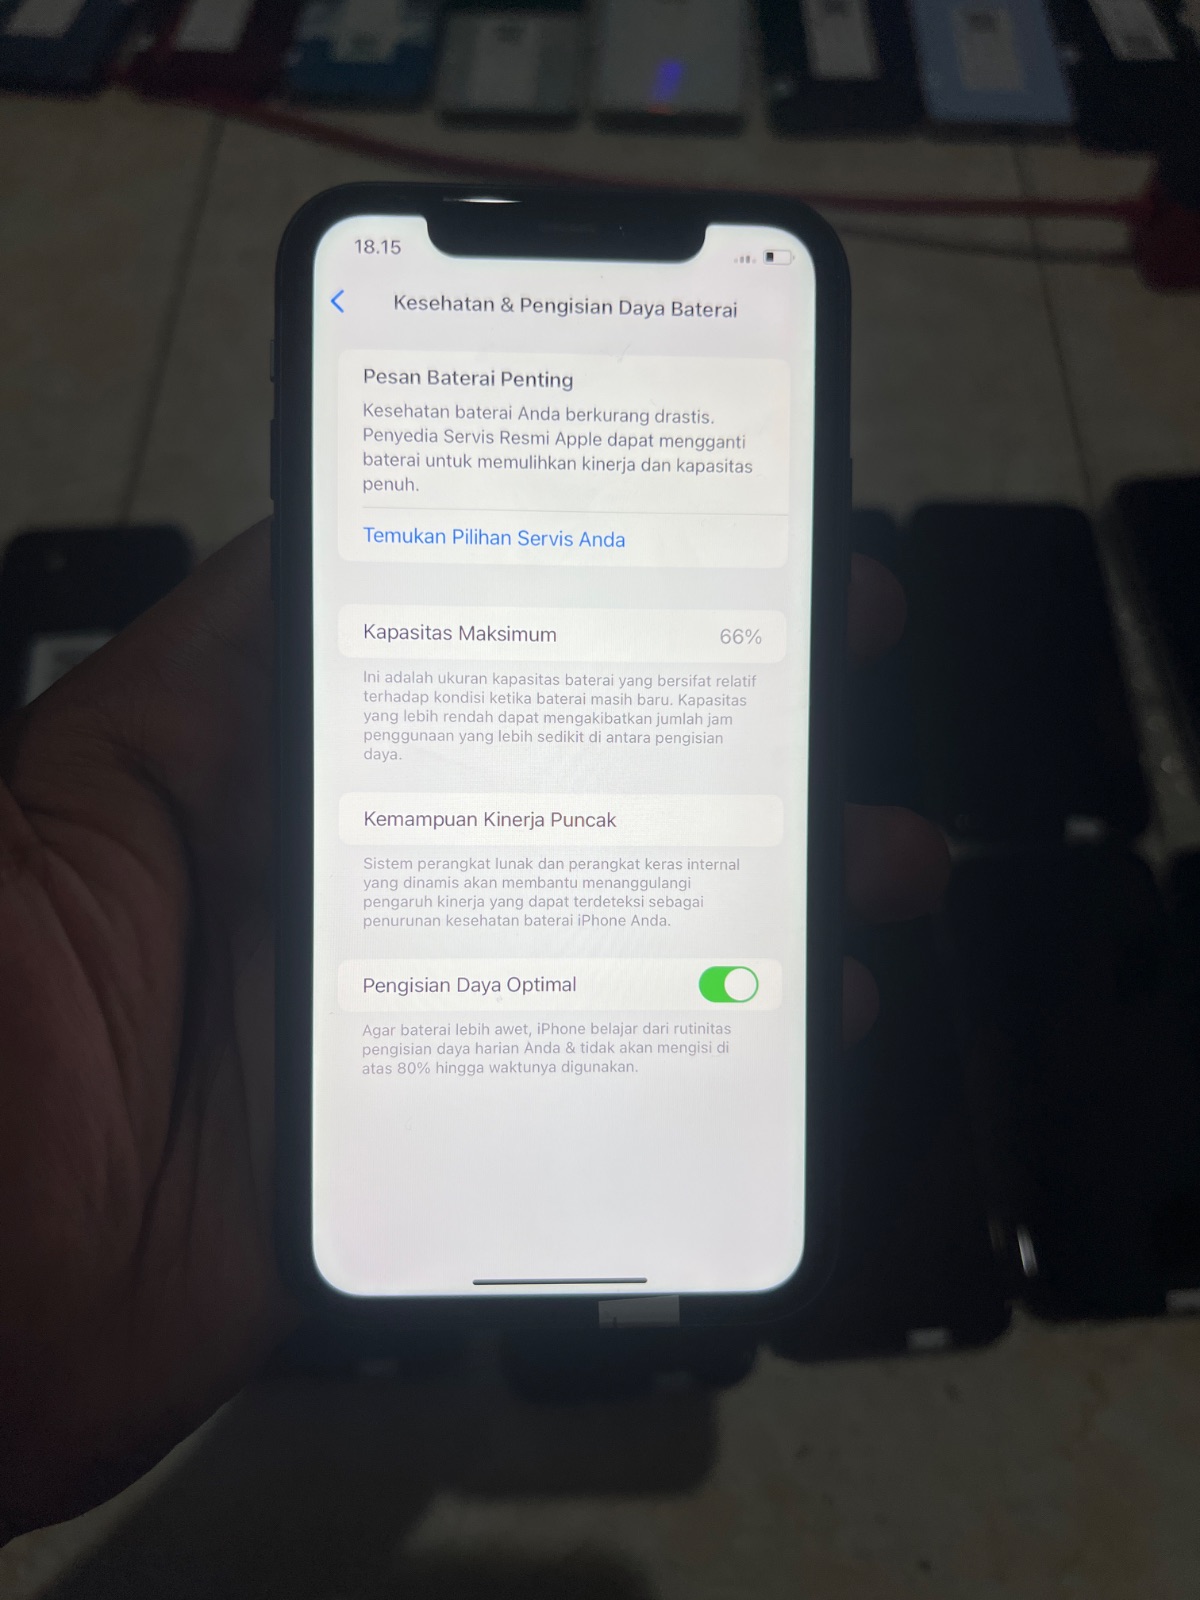 18.15
Kesehatan & Pengisian Daya Baterai
Pesan Baterai Penting
Kesehatan baterai Anda berkurang drastis.
Penyedia Servis Resmi Apple dapat mengganti
baterai untuk memulihkan kinerja dan kapasitas
penuh.
Temukan Pilihan Servis Anda
Kapasitas Maksimum 66%
Ini adalah ukuran kapasitas baterai yang bersifat relatif
terhadap kondisi ketika baterai masih baru. Kapasitas
yang lebih rendah dapat mengakibatkan jumlah jam
penggunaan yang lebih sedikit di antara pengisian
daya.
Kemampuan Kinerja Puncak
Sistem perangkat lunak dan perangkat keras internal
yang dinamis akan membantu menanggulangi
pengaruh kinerja yang dapat terdeteksi sebagai
penurunan kesehatan baterai iPhone Anda.
Pengisian Daya Optimal
Agar baterai lebih awet, iPhone belajar dari rutinitas
pengisian daya harian Anda & tidak akan mengisi di
atas 80% hingga waktunya digunakan.